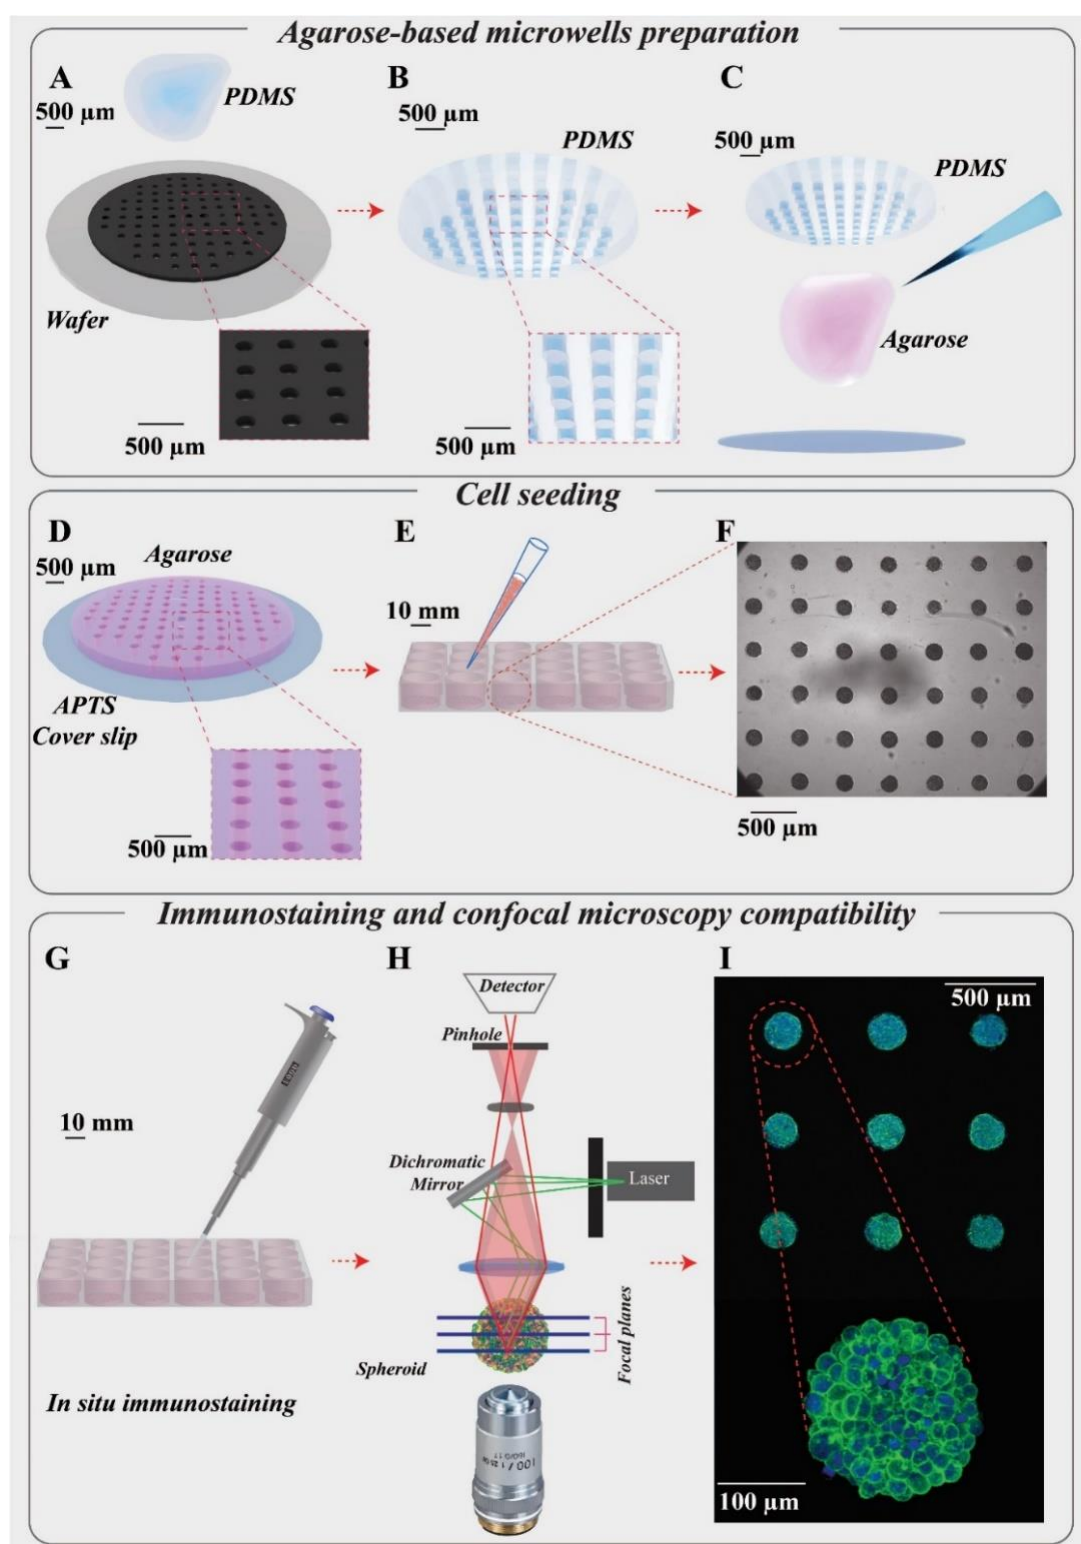 Agarose-based microwells preparation
A
B
C
500 µm
PDMS
500 µm
PDMS
500 µm
PDMS
Wafer
Agarose
500 µm
500 µm
Cell seeding
D
E
F
Agarose
500 µm
10 mm
APTS
Cover slip
500 µm
500 µm
Immunostaining and confocal microscopy compatibility
G
H
I
Detector
500 µm
Pinhole
10 mm
Dichromatic
Mirror
Laser
Focal planes
Spheroid
In situ immunostaining
100 µm